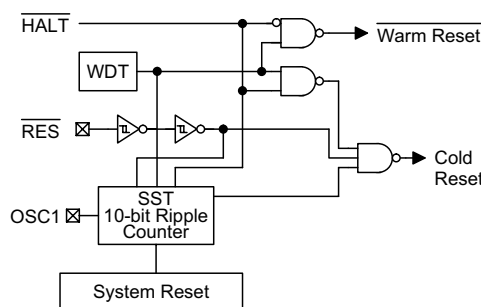 HALT
Warm Reset
WDT
RES
Cold
Reset
SST
10-bit Ripple
Counter
OSC1
System Reset